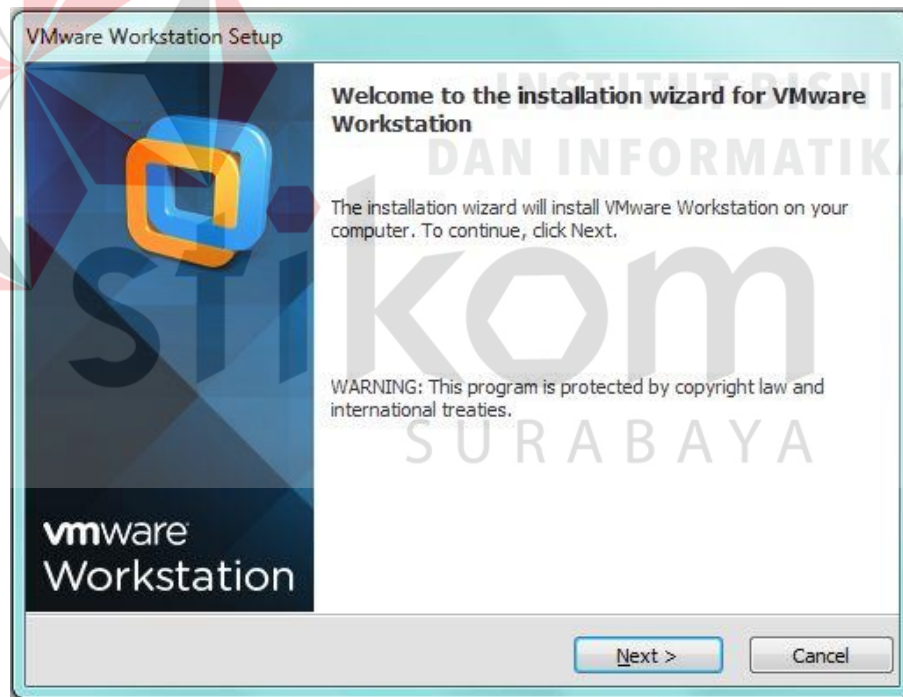 VMware Workstation Setup
Welcome to the installation wizard for VMware
Workstation
The installation wizard will install VMware Workstation on your
computer. To continue, click Next.
WARNING: This program is protected by copyright law and
international treaties.
vmware
Workstation
Next >
Cancel
INSTITUT BISNIS
DAN INFORMATIKA
stikom
SURABAYA